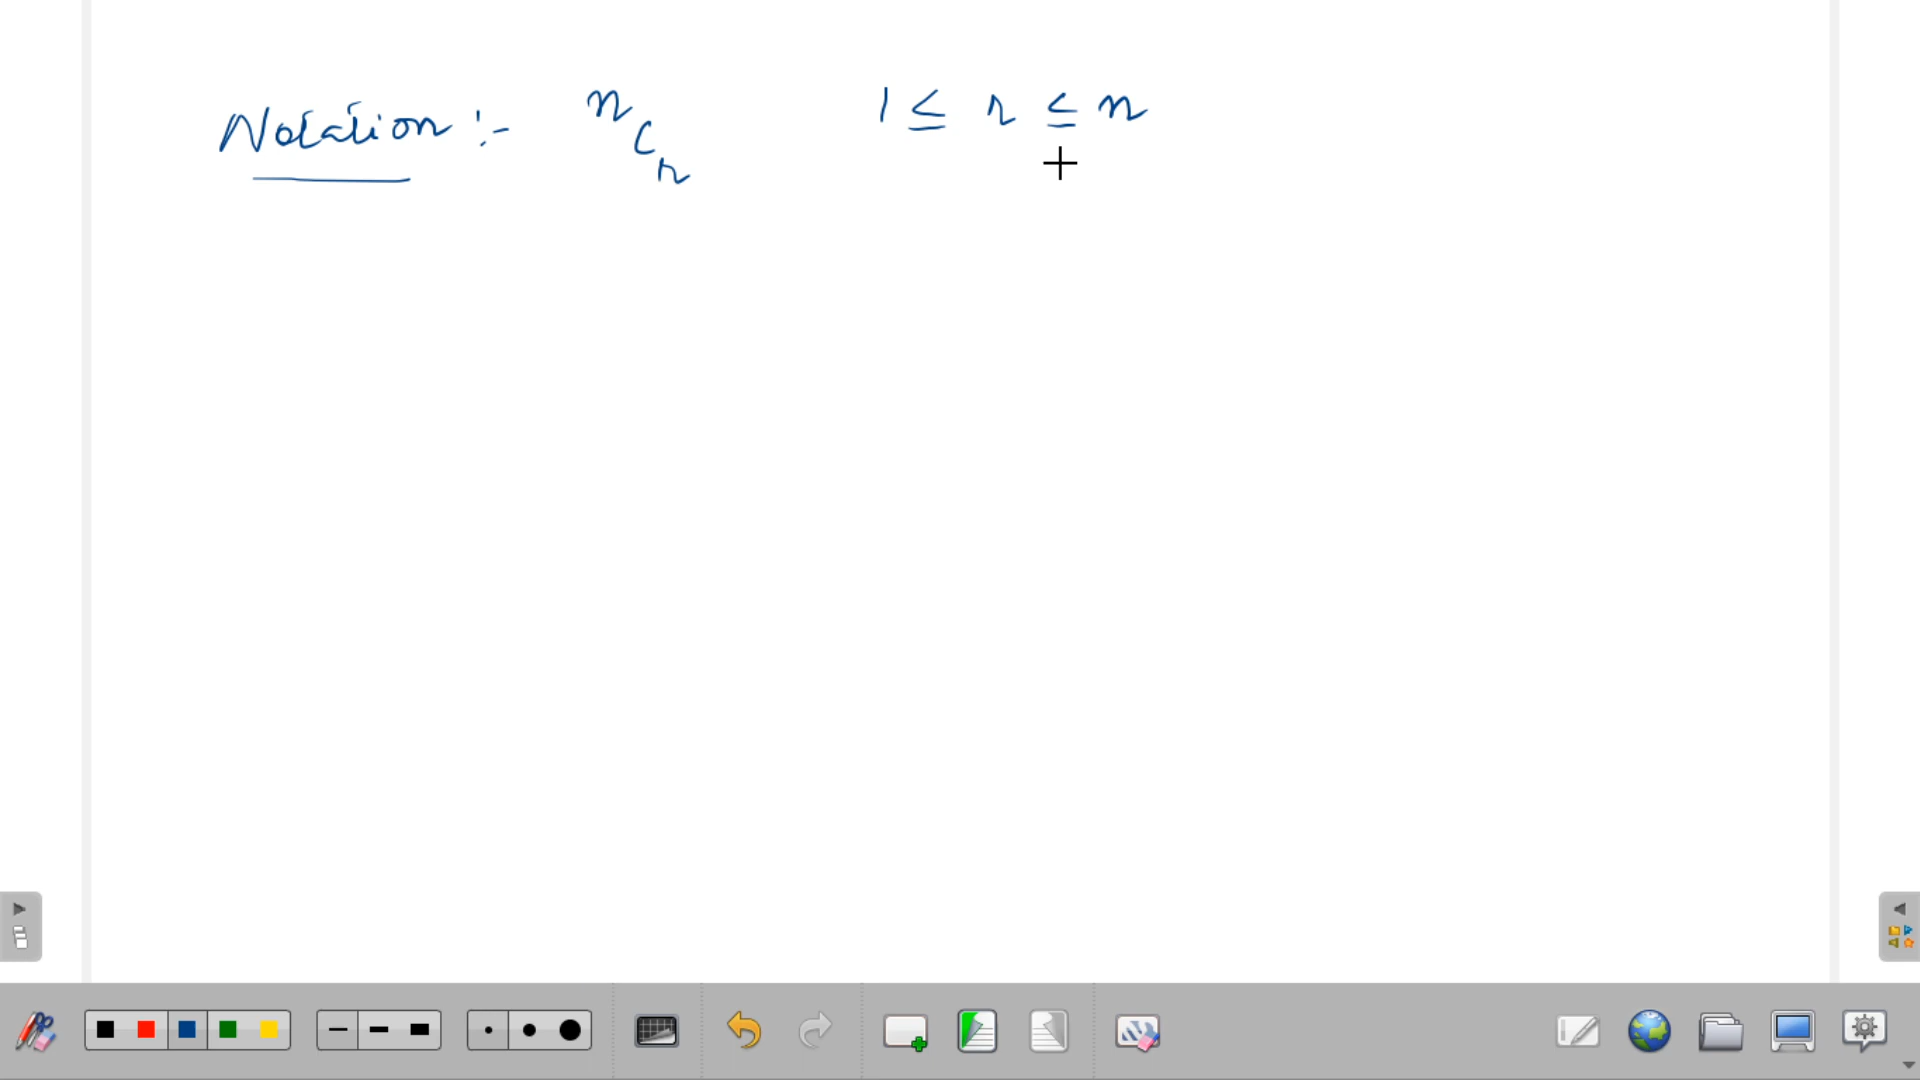 Notation :- ⁿCᵣ 1 ≤ r ≤ n